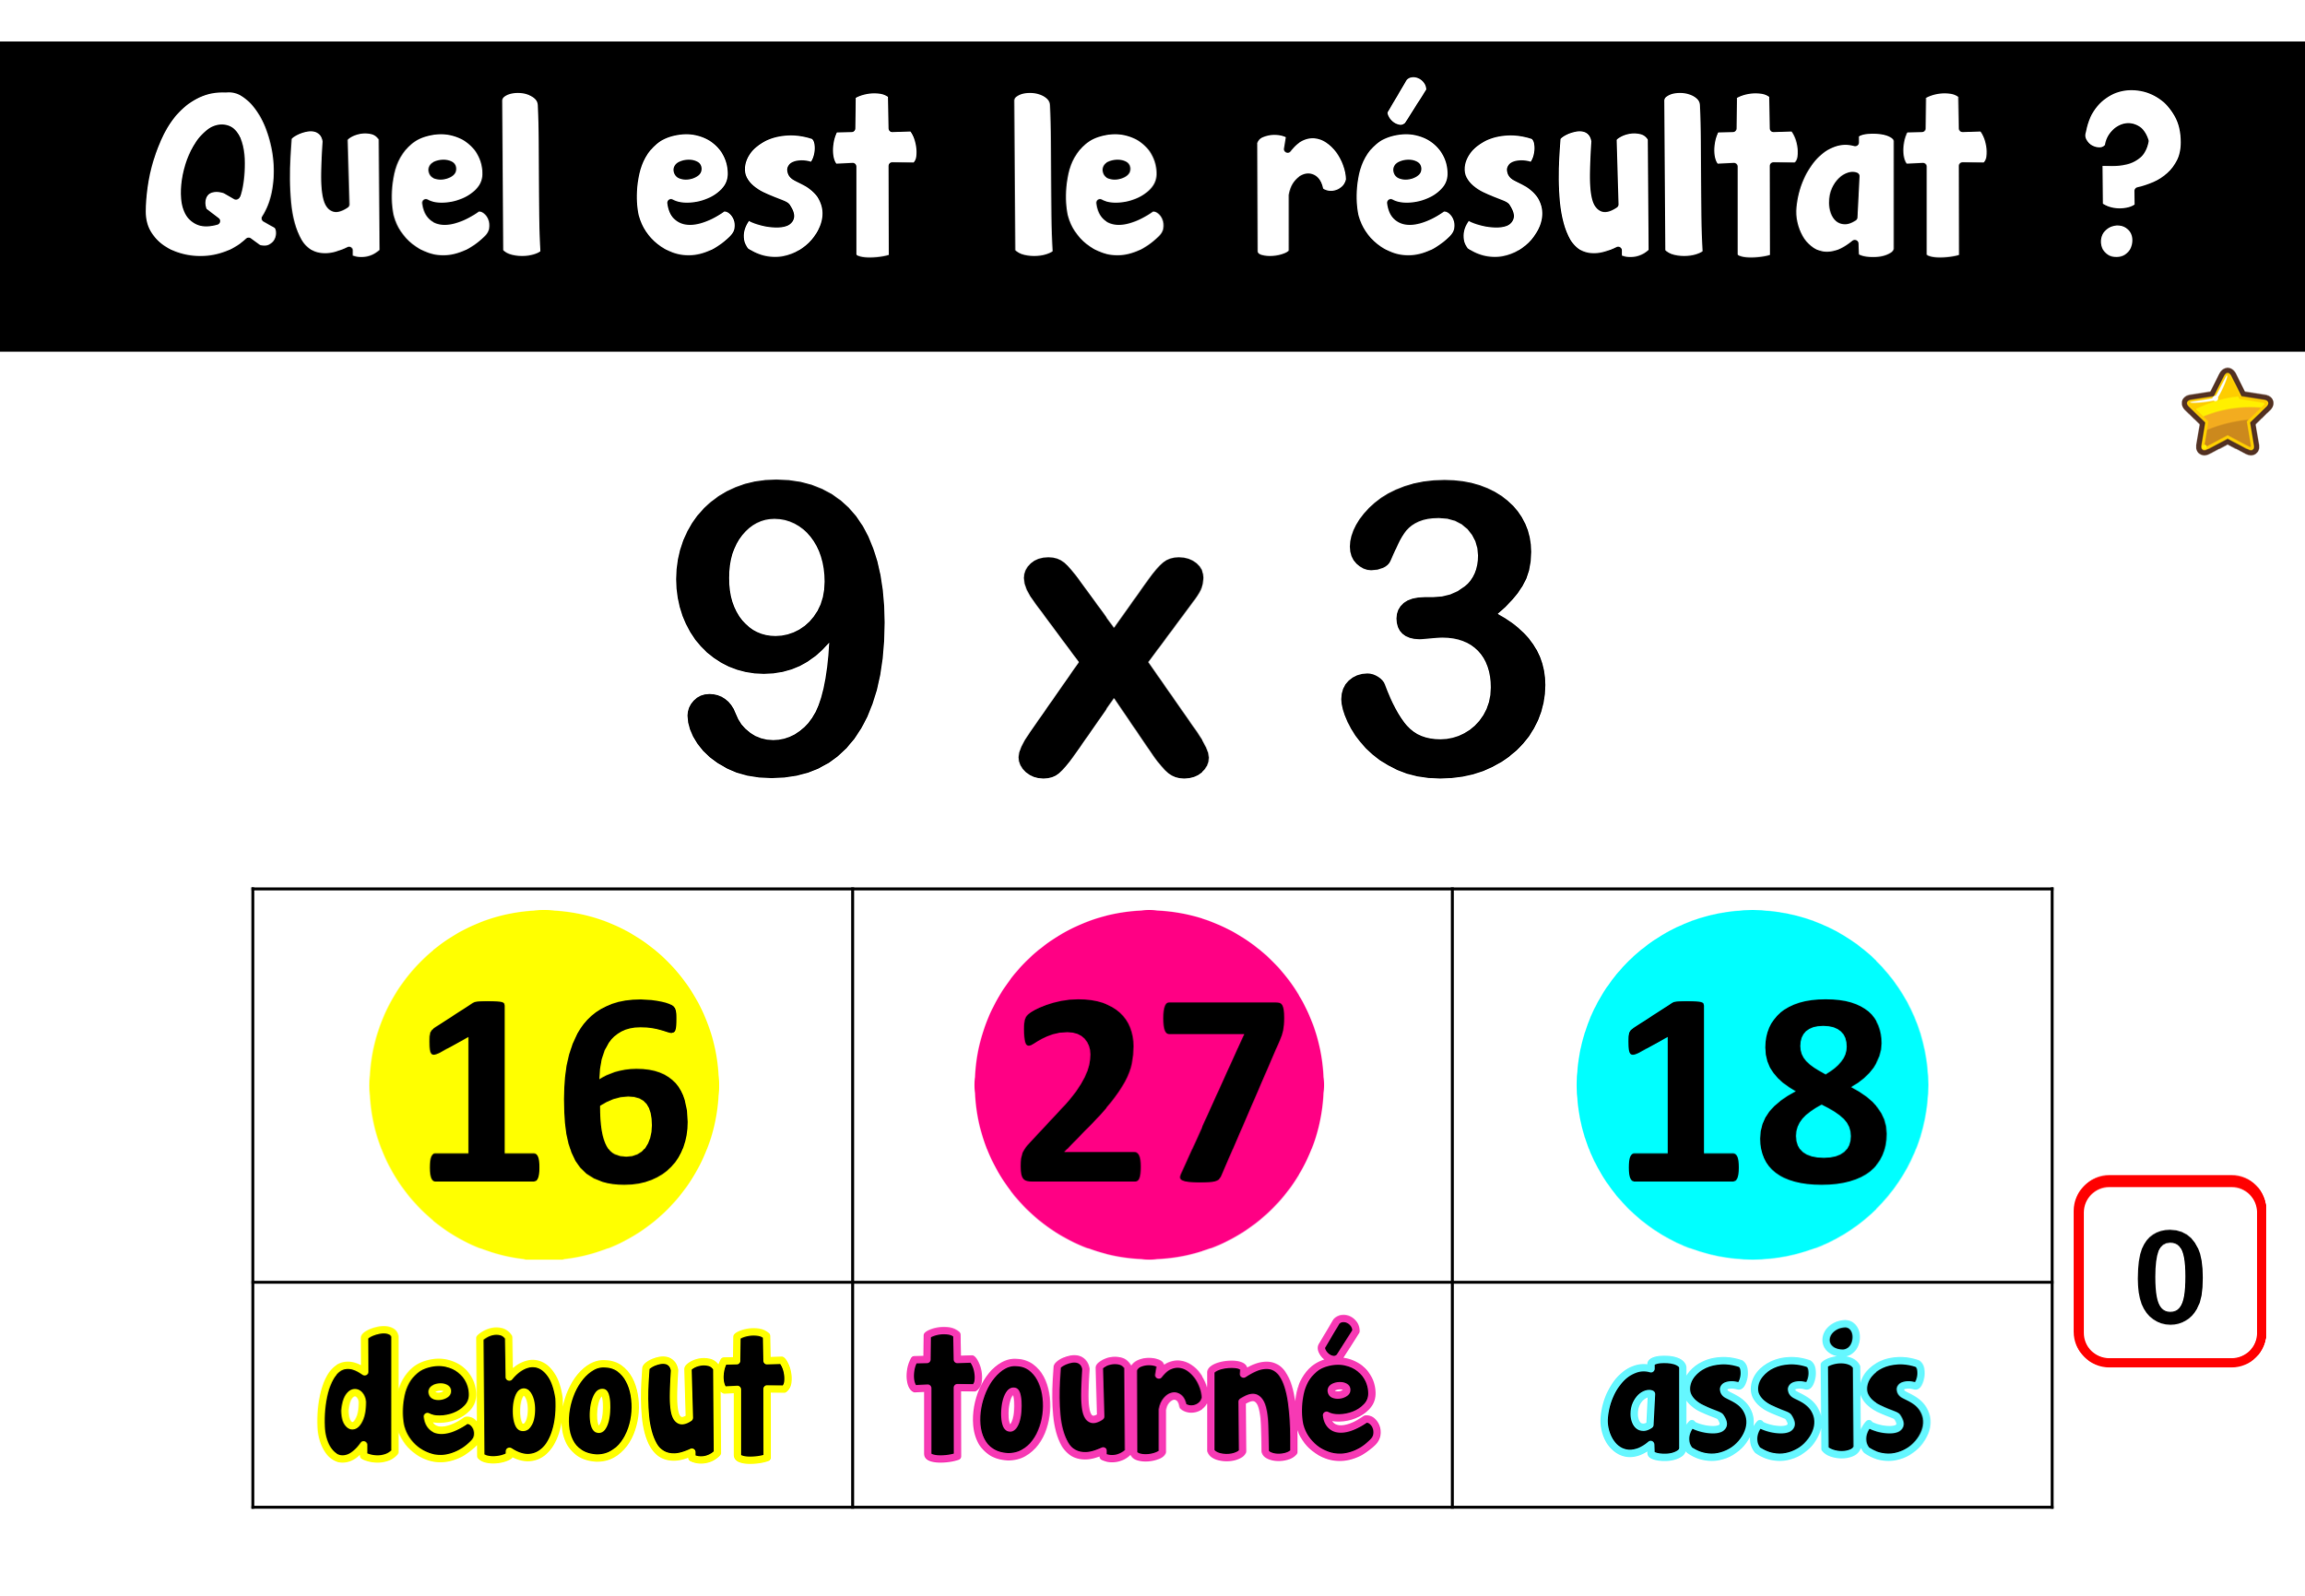 Quel est le résultat ?
9 x 3
16 27 18
0
debout tourné assis